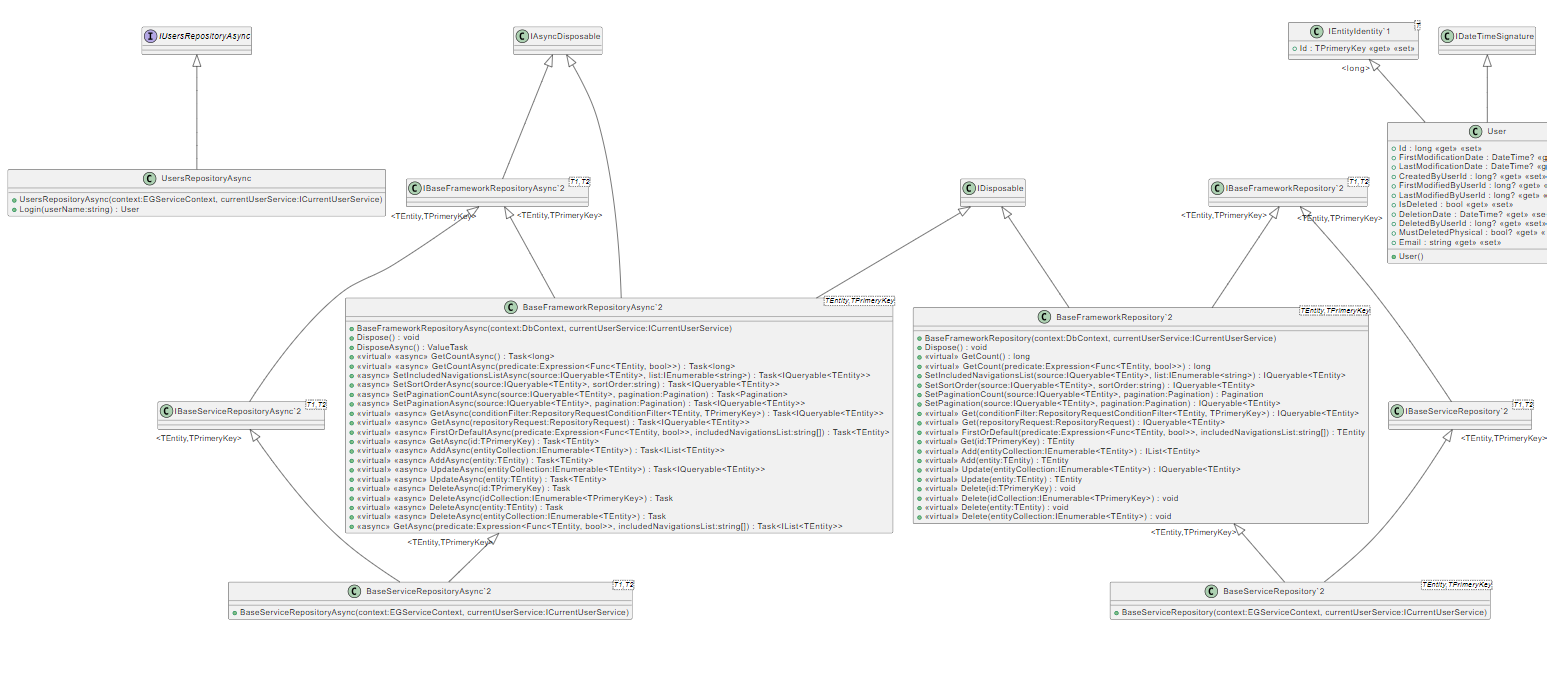 I IUsersRepositoryAsync
C IAsyncDisposable
C IEntityIdentity`1
Id : TPrimeryKey «get» «set»
C IDateTimeSignature
<long>
C User
Id : long «get» «set»
FirstModificationDate : DateTime? «g
LastModificationDate : DateTime? «g
CreatedByUserId : long? «get» «set»
FirstModifiedByUserId : long? «get» «
LastModifiedByUserId : long? «get» «
IsDeleted : bool «get» «set»
DeletionDate : DateTime? «get» «se
DeletedByUserId : long? «get» «set»
MustDeletedPhysical : bool? «get» «
Email : string «get» «set»
User()
C UsersRepositoryAsync
UsersRepositoryAsync(context:EGServiceContext, currentUserService:ICurrentUserService)
Login(userName:string) : User
C IBaseFrameworkRepositoryAsync`2 T1,T2
<TEntity,TPrimeryKey> <TEntity,TPrimeryKey>
C IDisposable
C IBaseFrameworkRepository`2 T1,T2
<TEntity,TPrimeryKey> <TEntity,TPrimeryKey>
C BaseFrameworkRepositoryAsync`2 TEntity,TPrimeryKey
BaseFrameworkRepositoryAsync(context:DbContext, currentUserService:ICurrentUserService)
Dispose() : void
DisposeAsync() : ValueTask
«virtual» «async» GetCountAsync() : Task<long>
«virtual» «async» GetCountAsync(predicate:Expression<Func<TEntity, bool>>) : Task<long>
«async» SetIncludedNavigationsListAsync(source:IQueryable<TEntity>, list:IEnumerable<string>) : Task<IQueryable<TEntity>>
«async» SetSortOrderAsync(source:IQueryable<TEntity>, sortOrder:string) : Task<IQueryable<TEntity>>
«async» SetPaginationCountAsync(source:IQueryable<TEntity>, pagination:Pagination) : Task<Pagination>
«async» SetPaginationAsync(source:IQueryable<TEntity>, pagination:Pagination) : Task<IQueryable<TEntity>>
«virtual» «async» GetAsync(conditionFilter:RepositoryRequestConditionFilter<TEntity, TPrimeryKey>) : Task<IQueryable<TEntity>>
«virtual» «async» GetAsync(repositoryRequest:RepositoryRequest) : Task<IQueryable<TEntity>>
«virtual» «async» FirstOrDefaultAsync(predicate:Expression<Func<TEntity, bool>>, includedNavigationsList:string[]) : Task<TEntity>
«virtual» «async» GetAsync(id:TPrimeryKey) : Task<TEntity>
«virtual» «async» AddAsync(entityCollection:IEnumerable<TEntity>) : Task<IList<TEntity>>
«virtual» «async» AddAsync(entity:TEntity) : Task<TEntity>
«virtual» «async» UpdateAsync(entityCollection:IEnumerable<TEntity>) : Task<IQueryable<TEntity>>
«virtual» «async» UpdateAsync(entity:TEntity) : Task<TEntity>
«virtual» «async» DeleteAsync(id:TPrimeryKey) : Task
«virtual» «async» DeleteAsync(idCollection:IEnumerable<TPrimeryKey>) : Task
«virtual» «async» DeleteAsync(entity:TEntity) : Task
«virtual» «async» DeleteAsync(entityCollection:IEnumerable<TEntity>) : Task
«async» GetAsync(predicate:Expression<Func<TEntity, bool>>, includedNavigationsList:string[]) : Task<IList<TEntity>>
C BaseFrameworkRepository`2 TEntity,TPrimeryKey
BaseFrameworkRepository(context:DbContext, currentUserService:ICurrentUserService)
Dispose() : void
«virtual» GetCount() : long
«virtual» GetCount(predicate:Expression<Func<TEntity, bool>>) : long
SetIncludedNavigationsList(source:IQueryable<TEntity>, list:IEnumerable<string>) : IQueryable<TEntity>
SetSortOrder(source:IQueryable<TEntity>, sortOrder:string) : IQueryable<TEntity>
SetPaginationCount(source:IQueryable<TEntity>, pagination:Pagination) : Pagination
SetPagination(source:IQueryable<TEntity>, pagination:Pagination) : IQueryable<TEntity>
«virtual» Get(conditionFilter:RepositoryRequestConditionFilter<TEntity, TPrimeryKey>) : IQueryable<TEntity>
«virtual» Get(repositoryRequest:RepositoryRequest) : IQueryable<TEntity>
«virtual» FirstOrDefault(predicate:Expression<Func<TEntity, bool>>, includedNavigationsList:string[]) : TEntity
«virtual» Get(id:TPrimeryKey) : TEntity
«virtual» Add(entityCollection:IEnumerable<TEntity>) : IList<TEntity>
«virtual» Add(entity:TEntity) : TEntity
«virtual» Update(entityCollection:IEnumerable<TEntity>) : IQueryable<TEntity>
«virtual» Update(entity:TEntity) : TEntity
«virtual» Delete(id:TPrimeryKey) : void
«virtual» Delete(idCollection:IEnumerable<TPrimeryKey>) : void
«virtual» Delete(entity:TEntity) : void
«virtual» Delete(entityCollection:IEnumerable<TEntity>) : void
C IBaseServiceRepositoryAsync`2 T1,T2
<TEntity,TPrimeryKey>
C IBaseServiceRepository`2 T1,T2
<TEntity,TPrimeryKey>
<TEntity,TPrimeryKey>
<TEntity,TPrimeryKey>
C BaseServiceRepositoryAsync`2 T1,T2
BaseServiceRepositoryAsync(context:EGServiceContext, currentUserService:ICurrentUserService)
C BaseServiceRepository`2 TEntity,TPrimeryKey
BaseServiceRepository(context:EGServiceContext, currentUserService:ICurrentUserService)